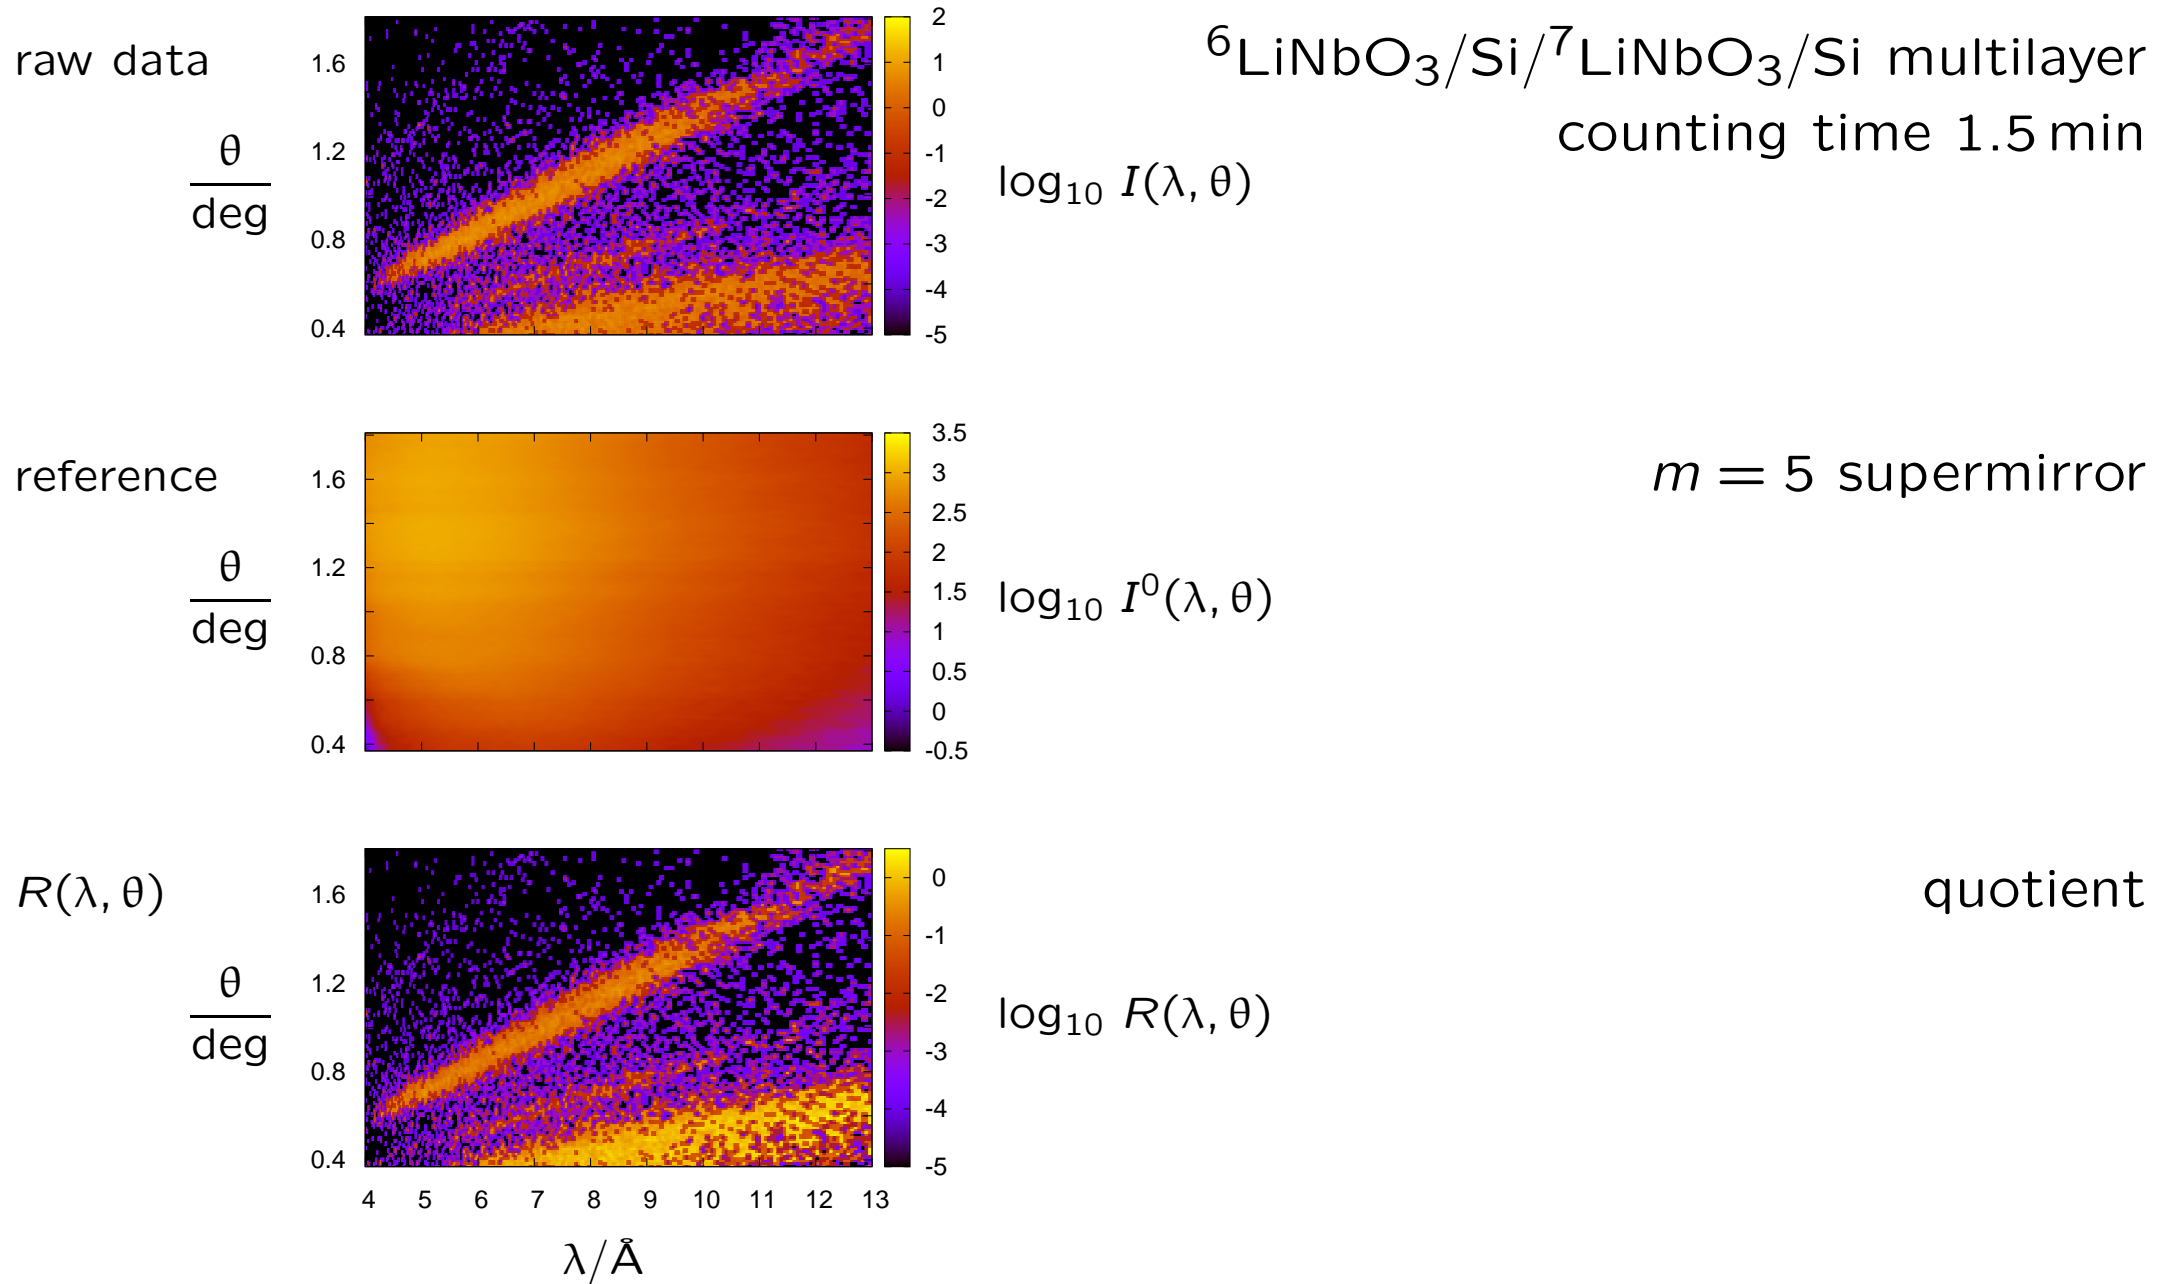 raw data
⁶LiNbO₃/Si/⁷LiNbO₃/Si multilayer
counting time 1.5 min
θ
deg
1.6
1.2
0.8
0.4
2
1
0
-1
-2
-3
-4
-5
log₁₀ I(λ, θ)
reference
m = 5 supermirror
θ
deg
1.6
1.2
0.8
0.4
3.5
3
2.5
2
1.5
1
0.5
0
-0.5
log₁₀ I⁰(λ, θ)
R(λ, θ)
quotient
θ
deg
1.6
1.2
0.8
0.4
0
-1
-2
-3
-4
-5
log₁₀ R(λ, θ)
4 5 6 7 8 9 10 11 12 13
λ/Å